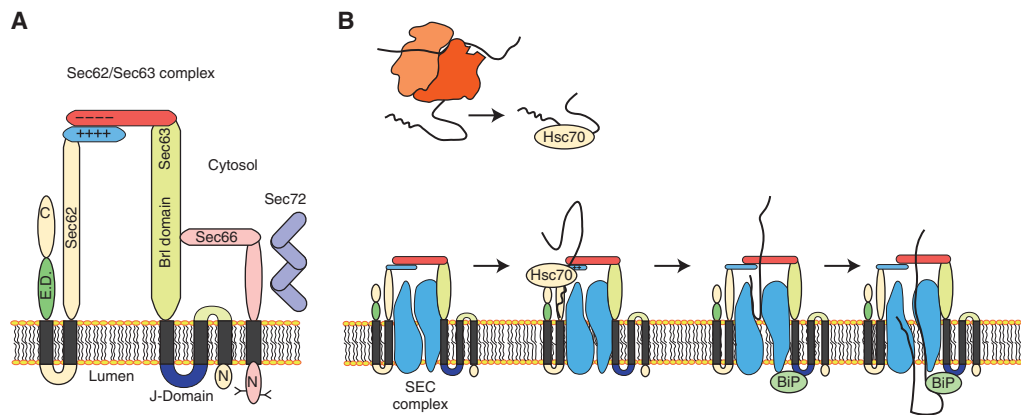 A
Sec62/Sec63 complex
– – – –
++++
Sec63
Brl domain
Cytosol
Sec72
Sec66
C
E.D.
Sec62
N
N
Lumen
J-Domain
B
Hsc70
Hsc70
SEC
complex
BiP
BiP